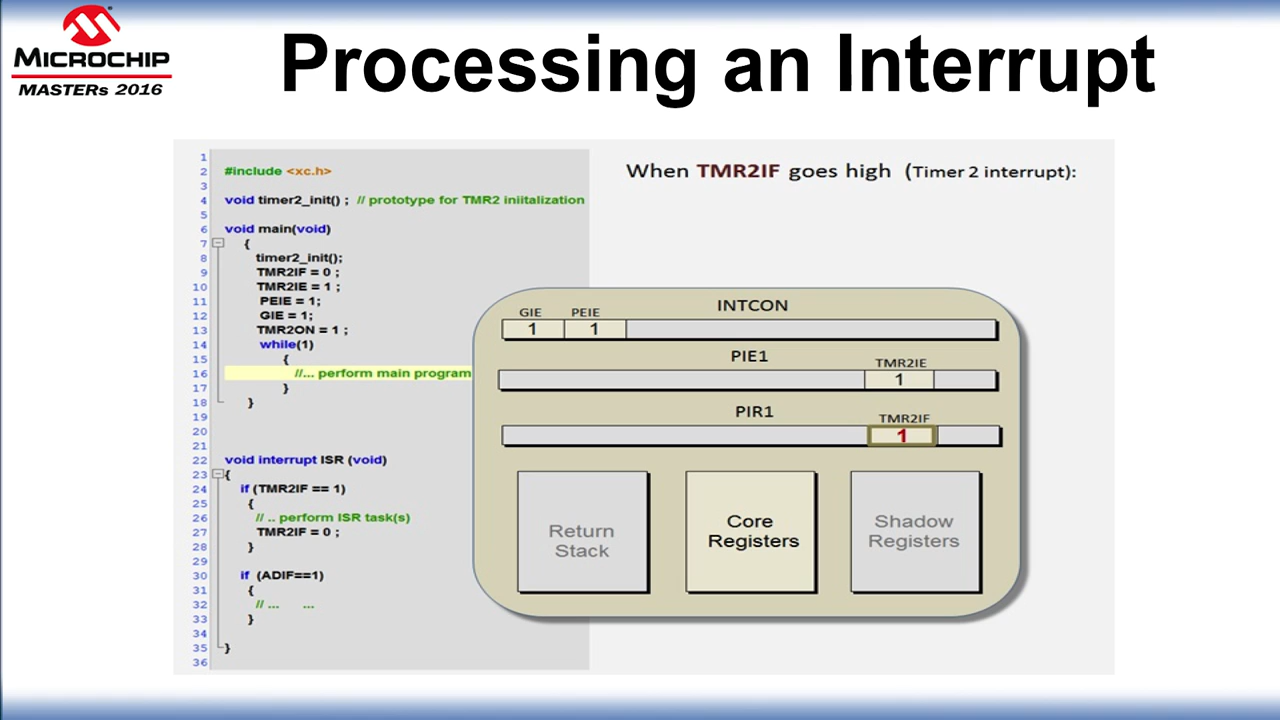 MICROCHIP
MASTERs 2016
Processing an Interrupt
1
2 #include <xc.h>
3
4 void timer2_init() ; // prototype for TMR2 iniitalization
5
6 void main(void)
7 {
8 timer2_init();
9 TMR2IF = 0 ;
10 TMR2IE = 1 ;
11 PEIE = 1;
12 GIE = 1;
13 TMR2ON = 1 ;
14 while(1)
15 {
16 //... perform main program
17 }
18 }
19
20
21
22 void interrupt ISR (void)
23 {
24 if (TMR2IF == 1)
25 {
26 // .. perform ISR task(s)
27 TMR2IF = 0 ;
28 }
29
30 if (ADIF==1)
31 {
32 // ... ...
33 }
34
35 }
36
When TMR2IF goes high (Timer 2 interrupt):
INTCON
GIE PEIE
1 1
PIE1
TMR2IE
1
PIR1
TMR2IF
1
Return
Stack
Core
Registers
Shadow
Registers